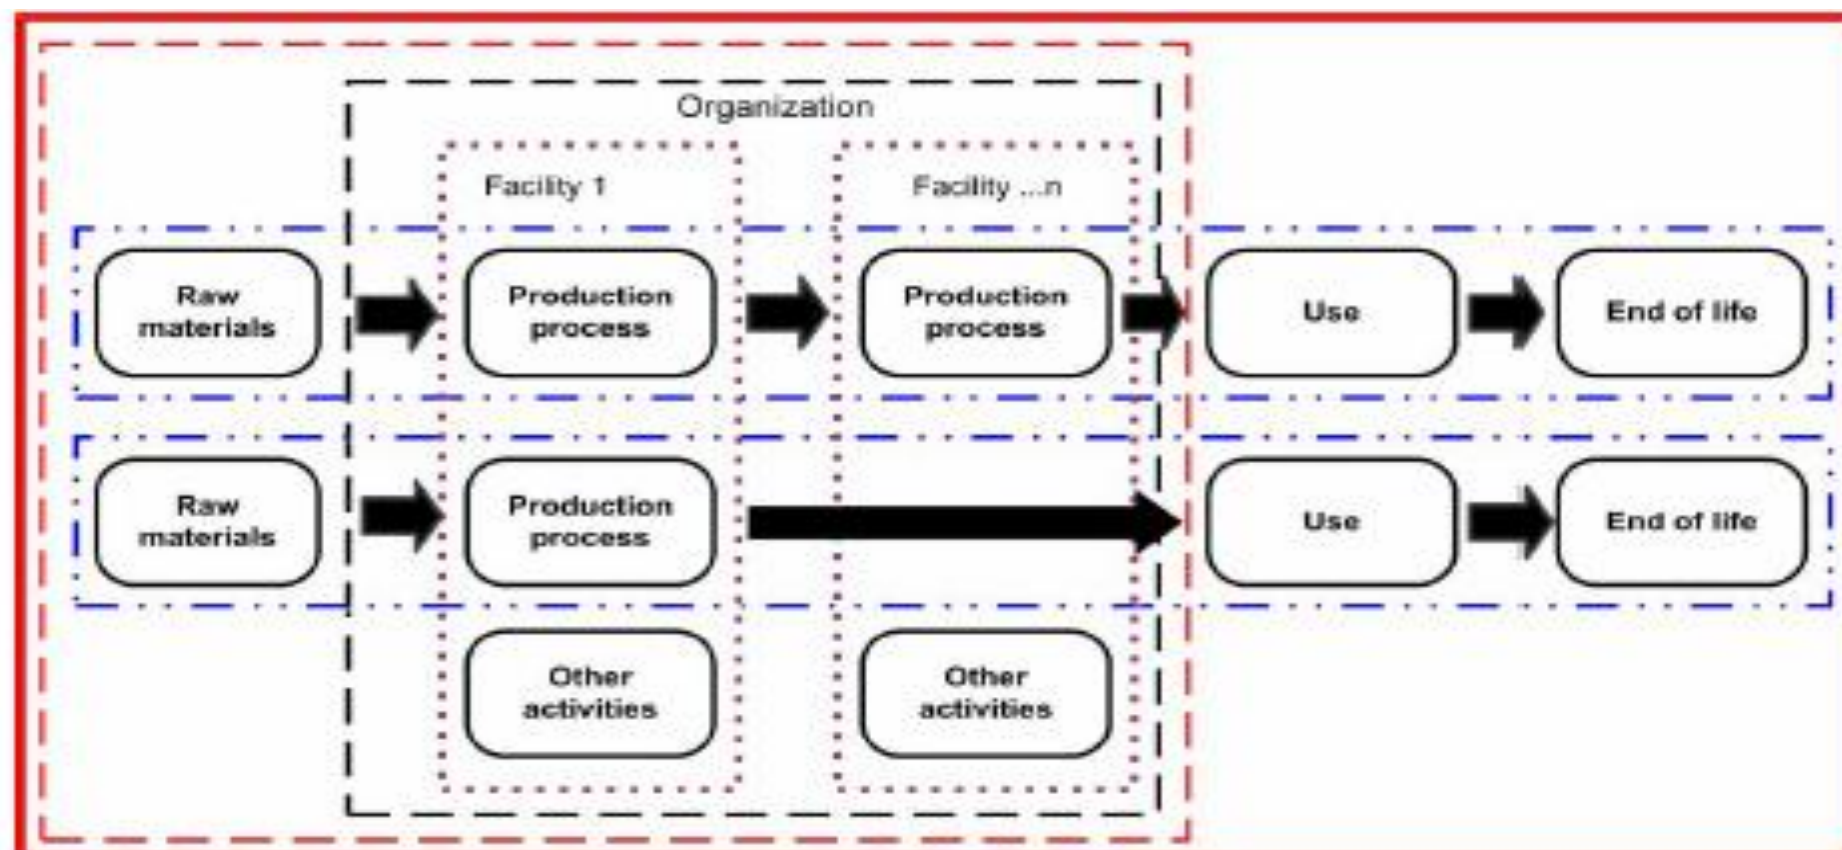 Organization
Facility 1
Facility ...n
Raw
materials
Production
process
Production
process
Use
End of life
Raw
materials
Production
process
Use
End of life
Other
activities
Other
activities